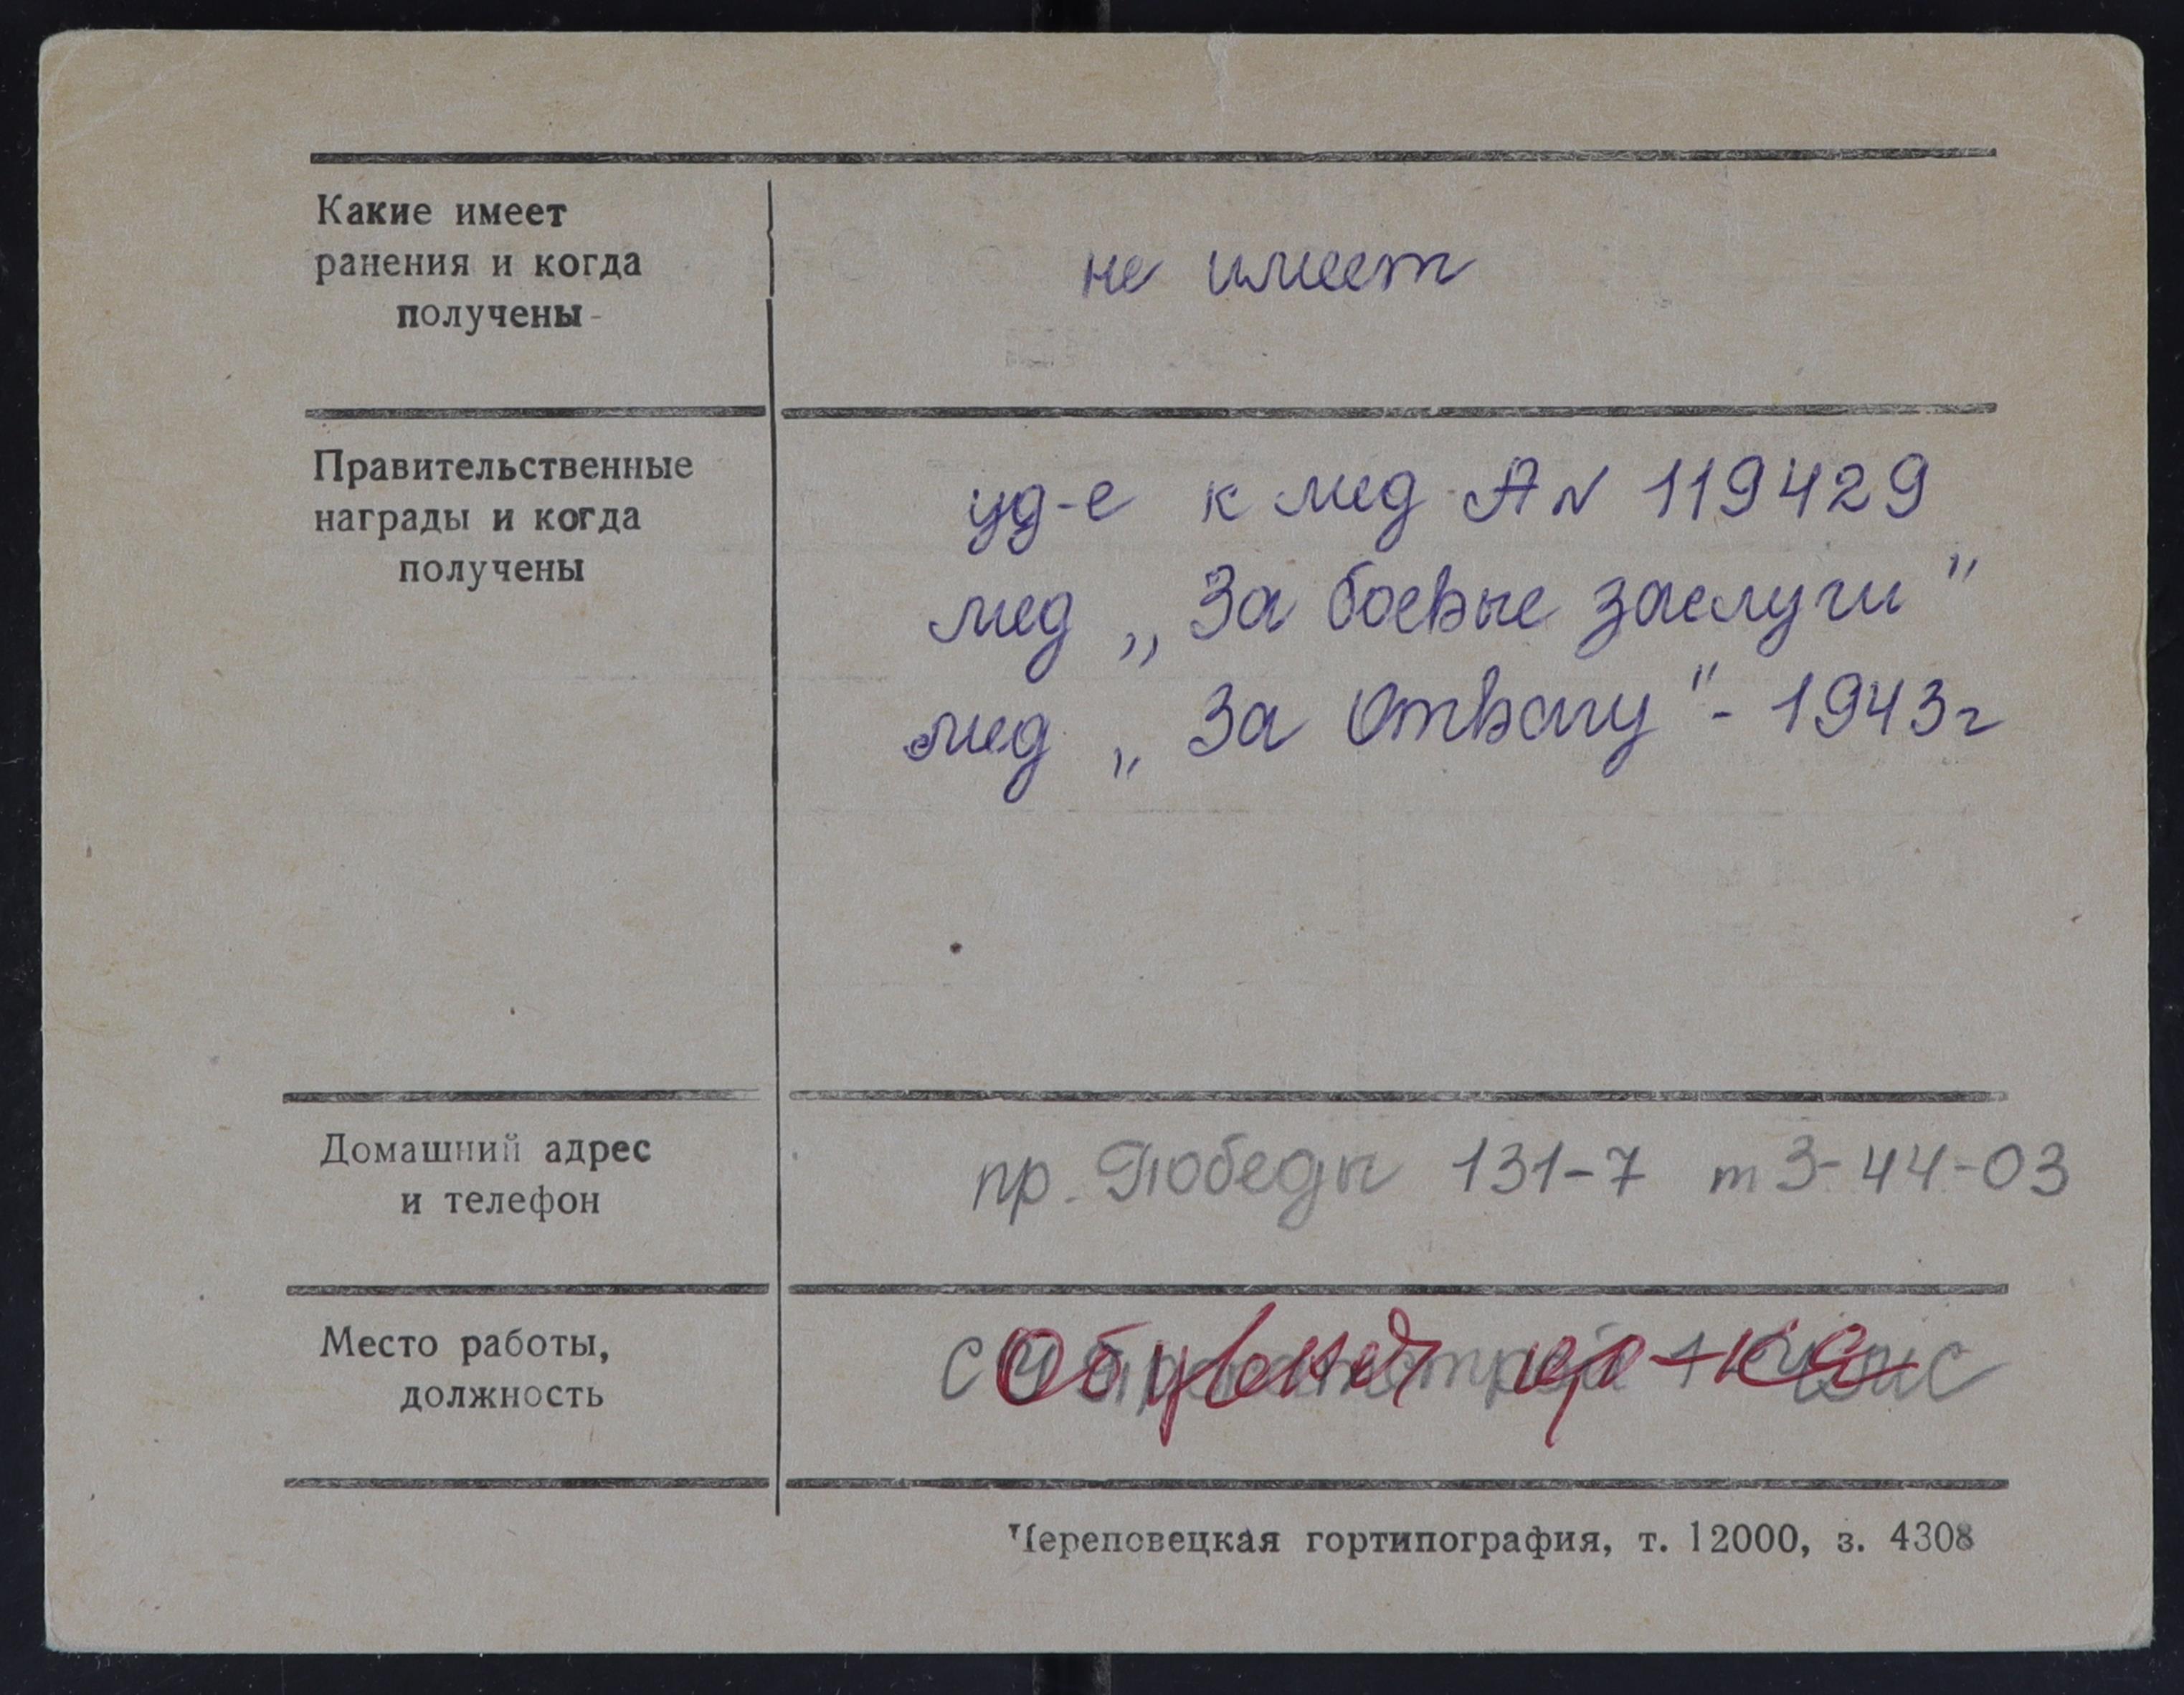 Какие имеет
ранения и когда
получены
не имеет
Правительственные
награды и когда
получены
уд-е к мед А N 119429
мед „За боевые заслуги"
мед „За Отвагу" - 1943г
Домашний адрес
и телефон
пр. Победы 131-7 т 3-44-03
Место работы,
должность
Обувная
Череповецкая гортипография, т. 12000, з. 4308